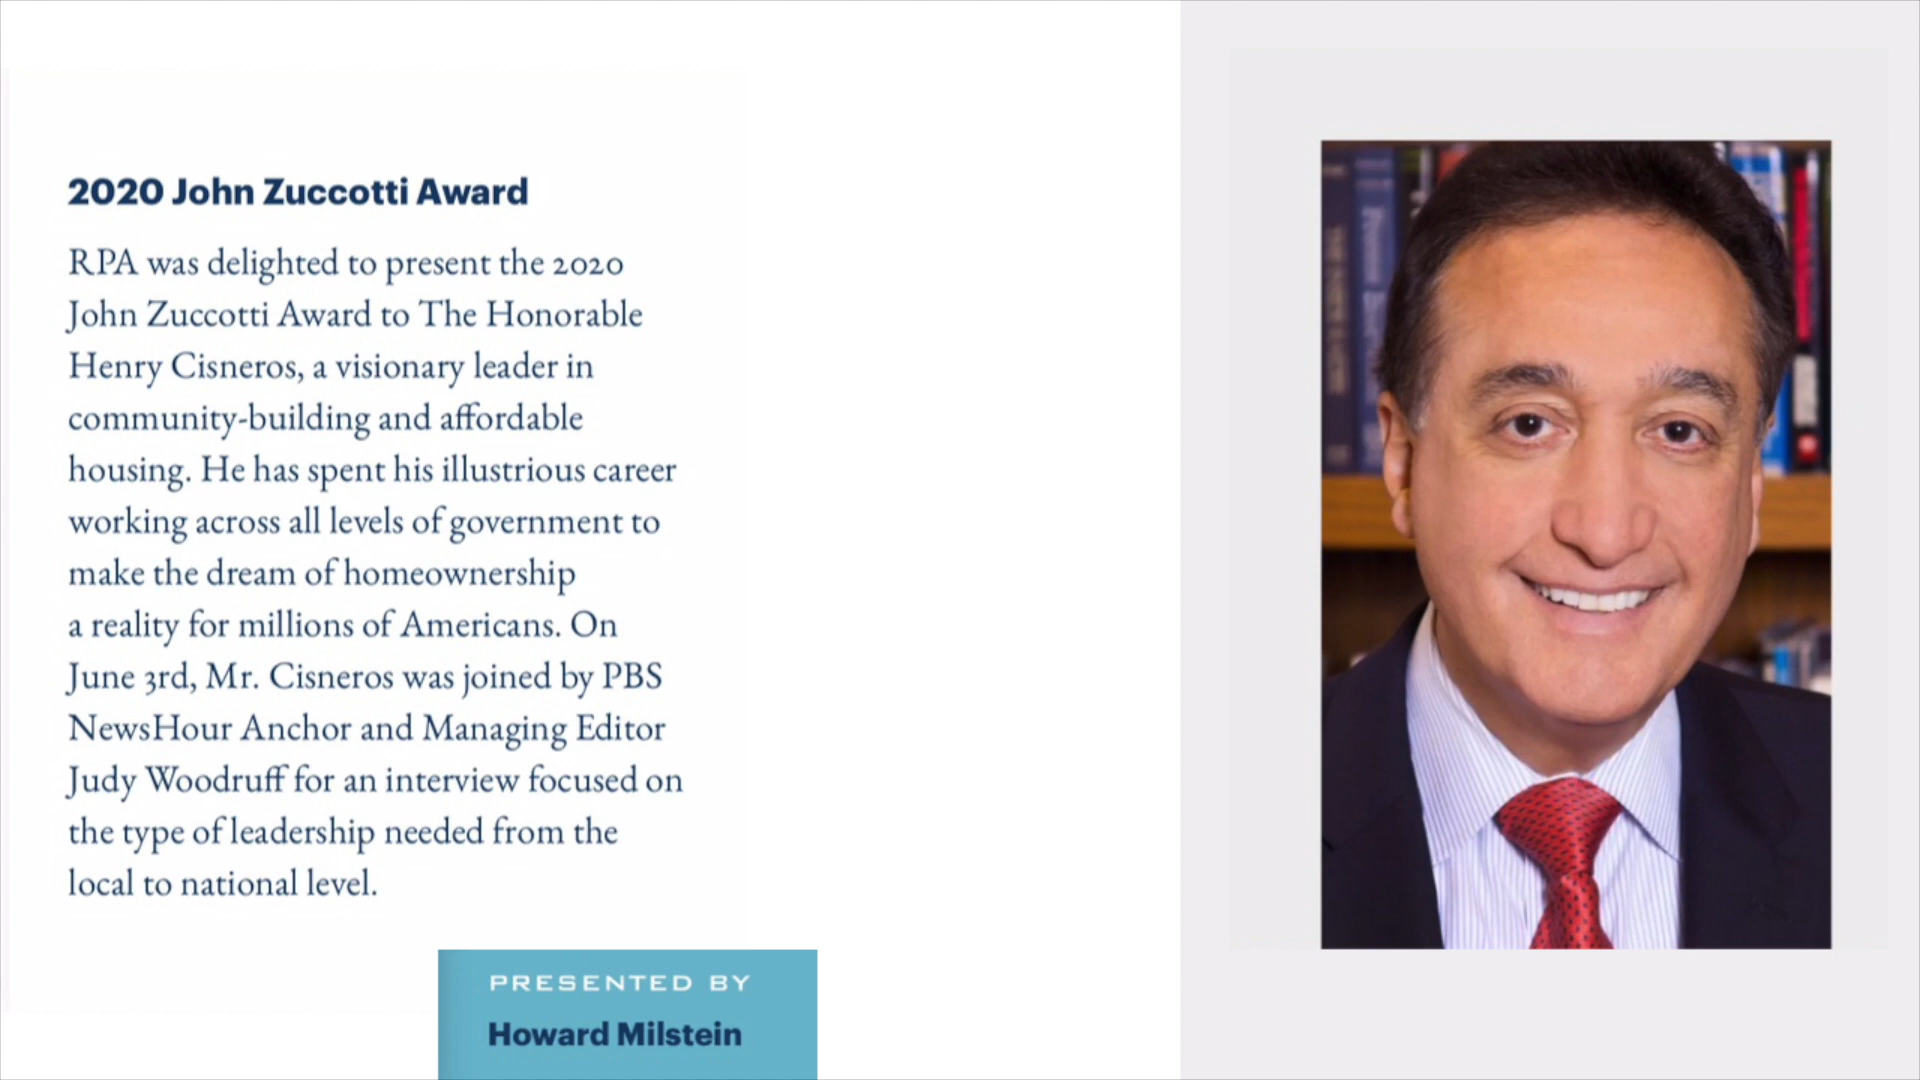 2020 John Zuccotti Award
RPA was delighted to present the 2020
John Zuccotti Award to The Honorable
Henry Cisneros, a visionary leader in
community-building and affordable
housing. He has spent his illustrious career
working across all levels of government to
make the dream of homeownership
a reality for millions of Americans. On
June 3rd, Mr. Cisneros was joined by PBS
NewsHour Anchor and Managing Editor
Judy Woodruff for an interview focused on
the type of leadership needed from the
local to national level.
PRESENTED BY
Howard Milstein